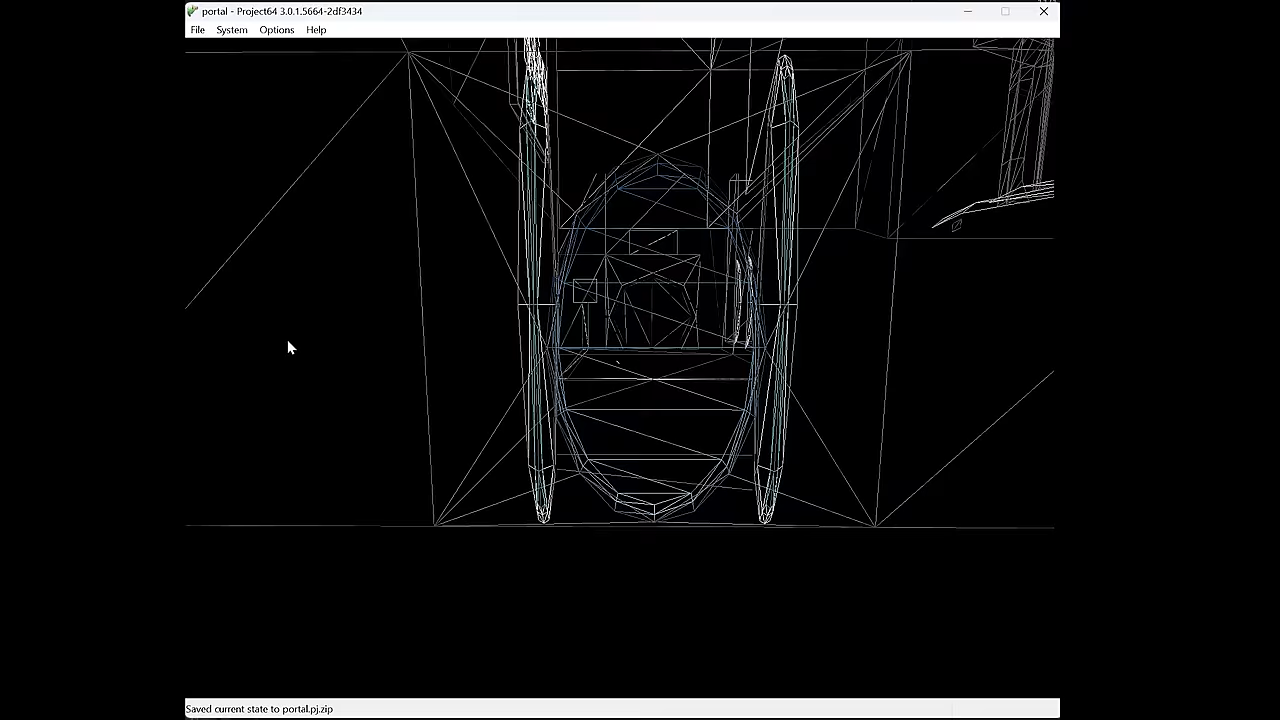 portal - Project64 3.0.1.5664-2df3434
File System Options Help
Saved current state to portal.pj.zip